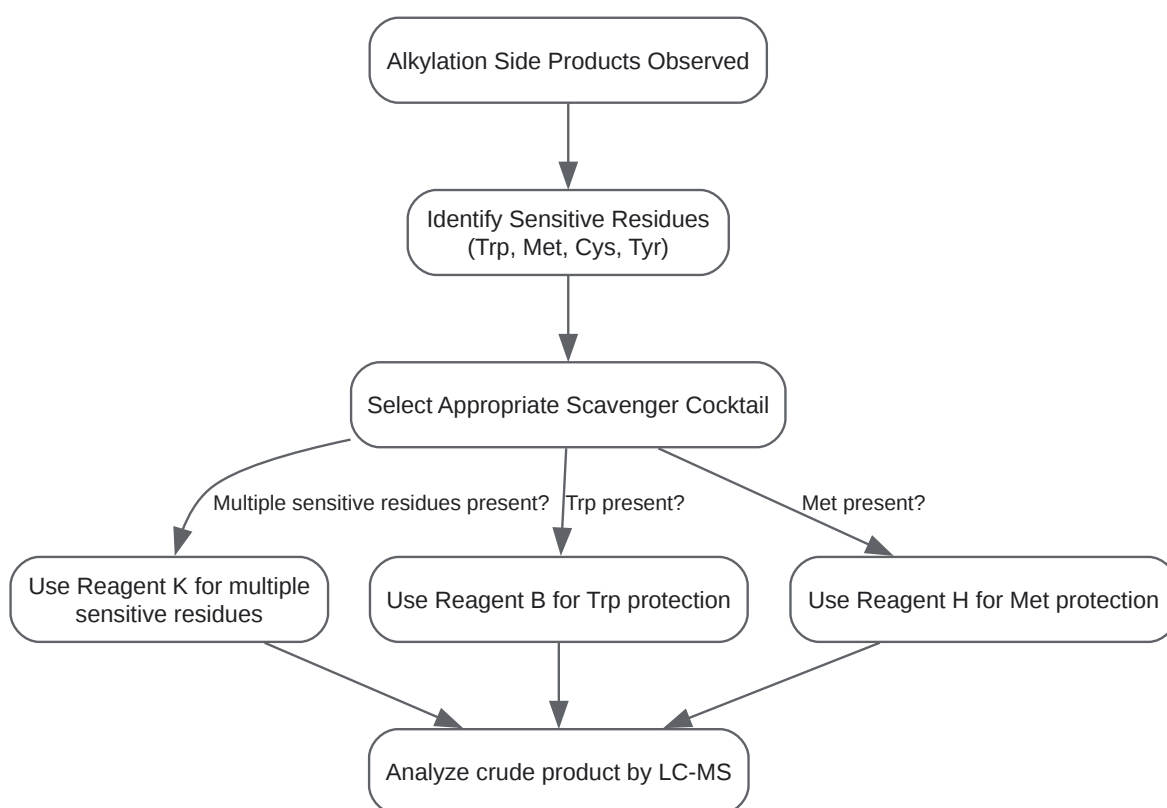 Alkylation Side Products Observed
Identify Sensitive Residues
(Trp, Met, Cys, Tyr)
Select Appropriate Scavenger Cocktail
Multiple sensitive residues present?
Trp present?
Met present?
Use Reagent K for multiple
sensitive residues
Use Reagent B for Trp protection
Use Reagent H for Met protection
Analyze crude product by LC-MS